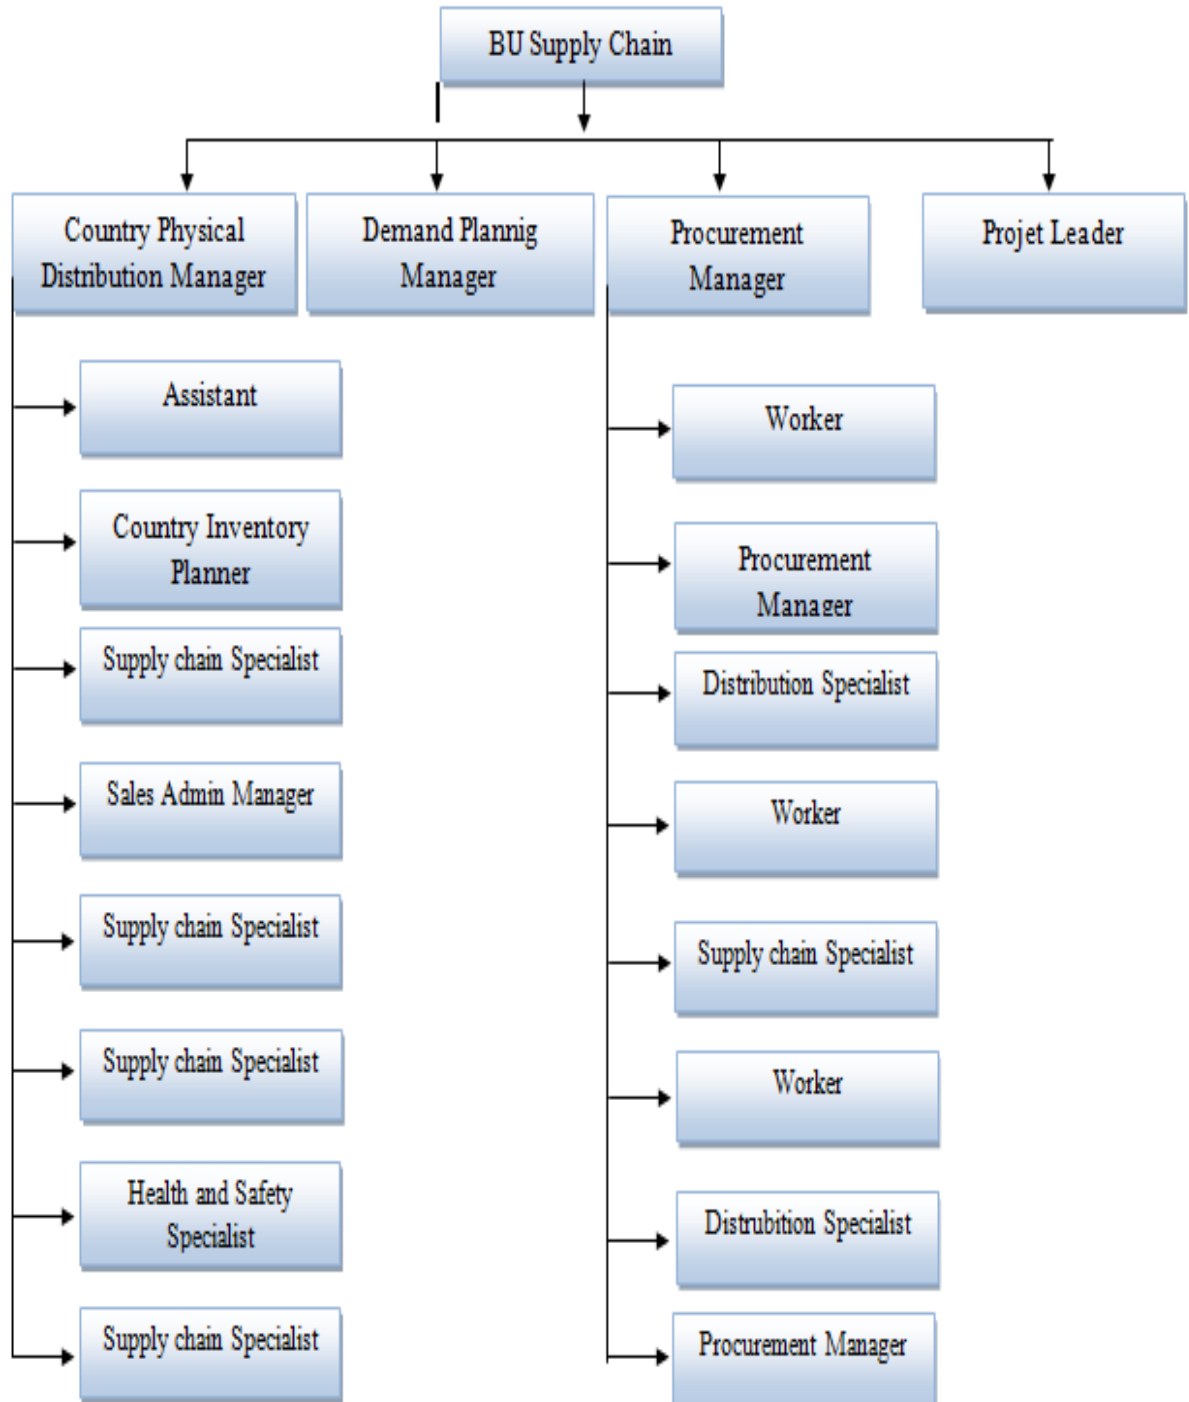 BU Supply Chain
Country Physical
Distribution Manager
Demand Plannig
Manager
Procurement
Manager
Projet Leader
Assistant
Country Inventory
Planner
Supply chain Specialist
Sales Admin Manager
Supply chain Specialist
Supply chain Specialist
Health and Safety
Specialist
Supply chain Specialist
Worker
Procurement
Manager
Distribution Specialist
Worker
Supply chain Specialist
Worker
Distrubition Specialist
Procurement Manager